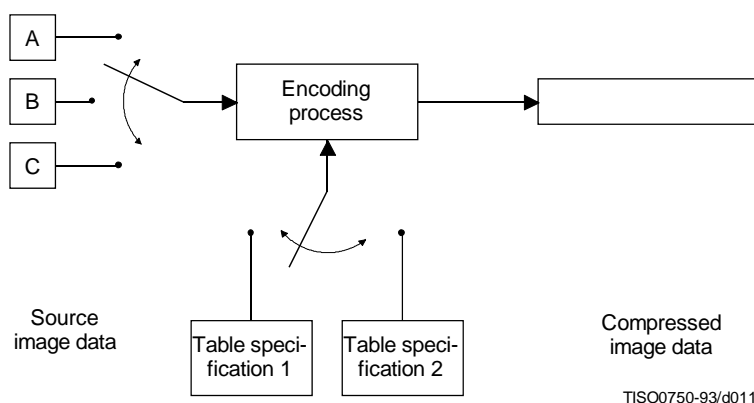 A
B
C
Encoding
process
Source
image data
Table speci-
fication 1
Table speci-
fication 2
Compressed
image data
TISO0750-93/d011